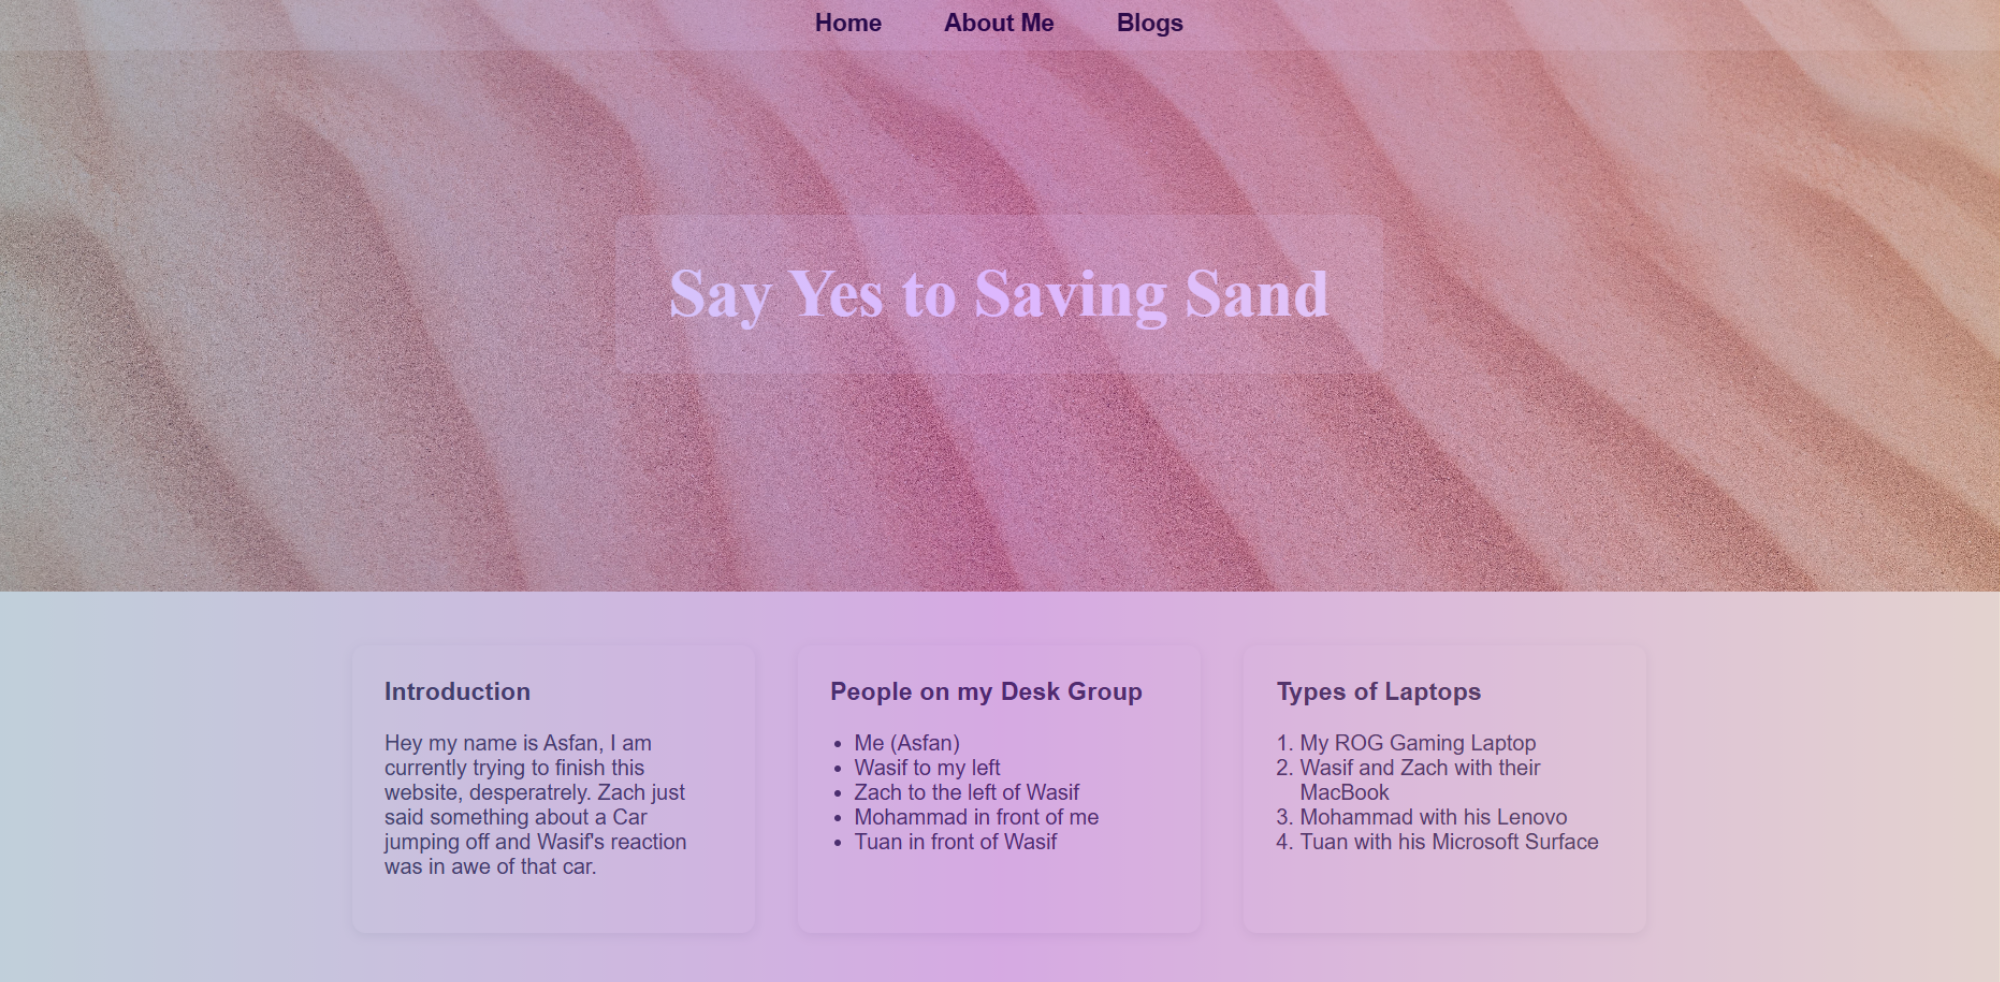 Home About Me Blogs
Say Yes to Saving Sand
Introduction
Hey my name is Asfan, I am
currently trying to finish this
website, desperatrely. Zach just
said something about a Car
jumping off and Wasif's reaction
was in awe of that car.
People on my Desk Group
• Me (Asfan)
• Wasif to my left
• Zach to the left of Wasif
• Mohammad in front of me
• Tuan in front of Wasif
Types of Laptops
1. My ROG Gaming Laptop
2. Wasif and Zach with their
MacBook
3. Mohammad with his Lenovo
4. Tuan with his Microsoft Surface